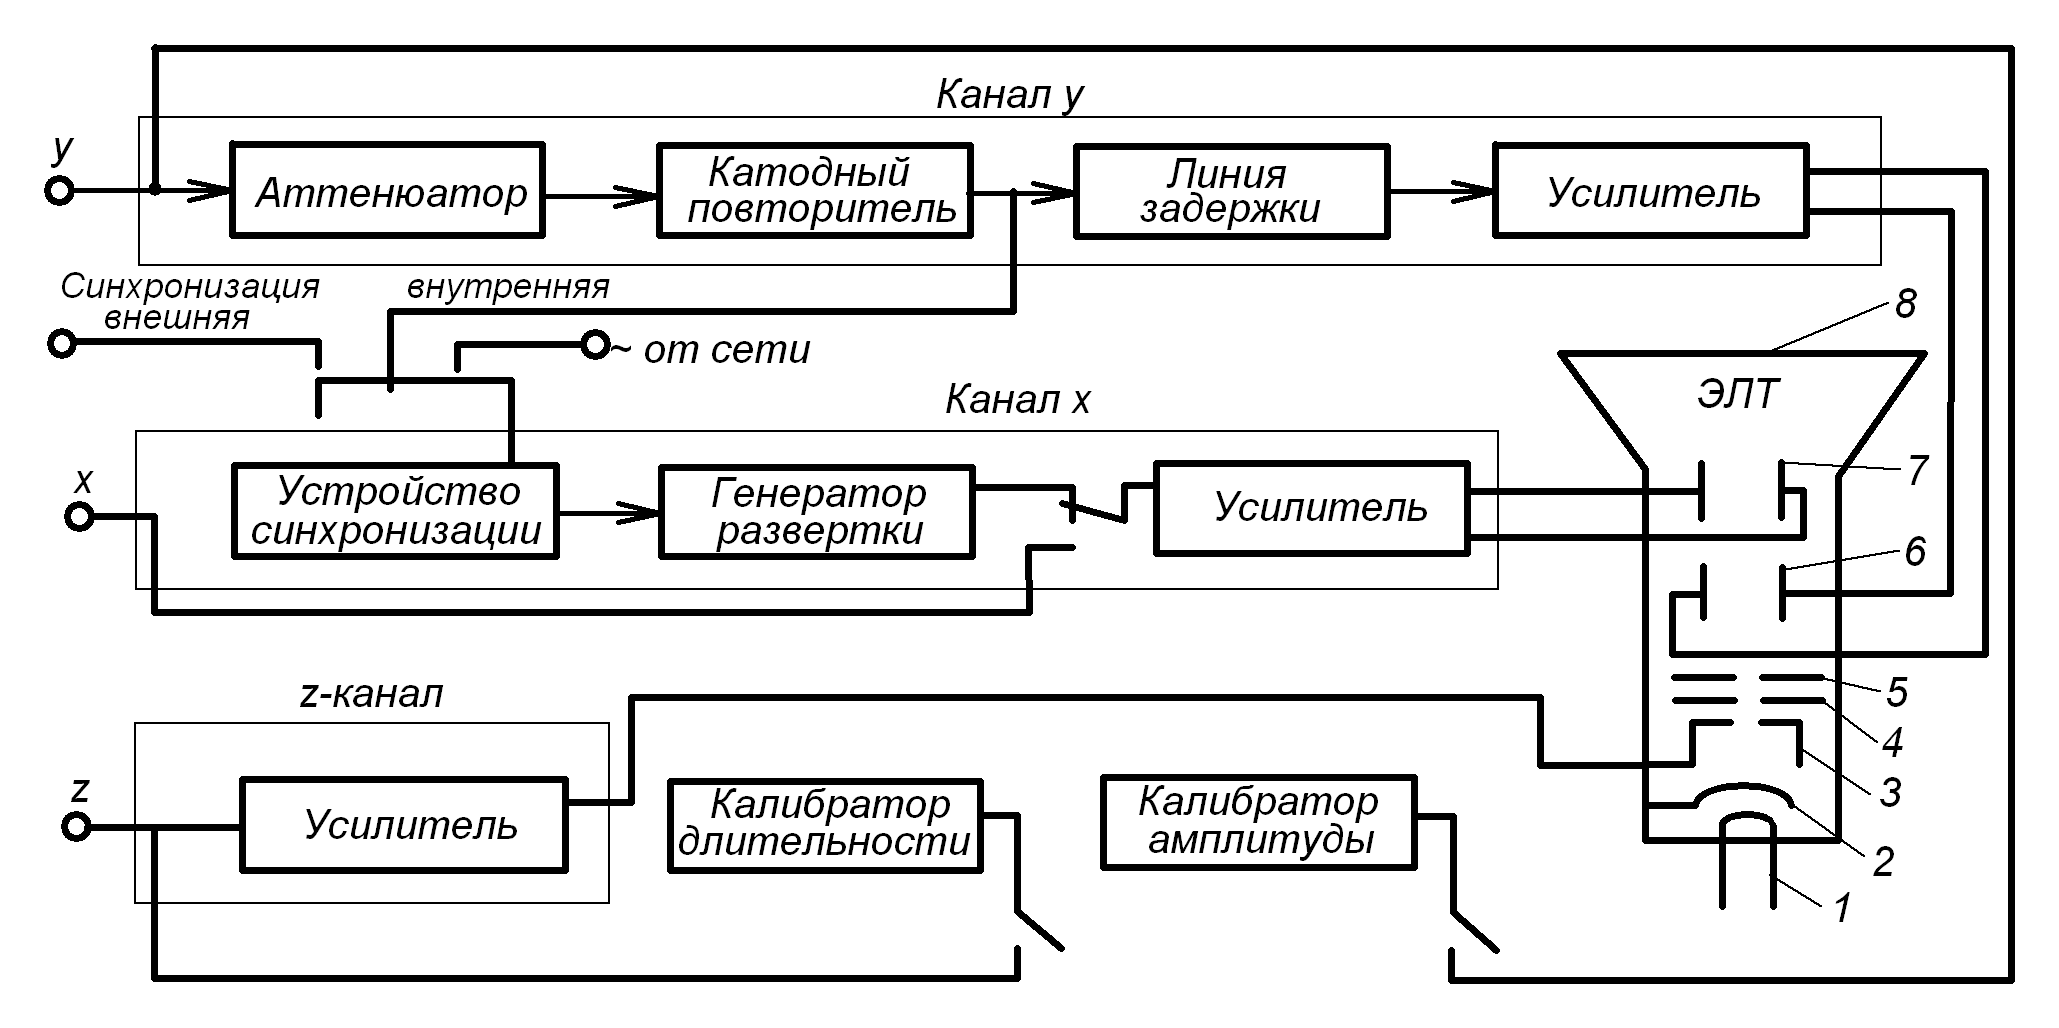 Канал y
y
Аттенюатор
Катодный
повторитель
Линия
задержки
Усилитель
Синхронизация
внешняя
внутренняя
~ от сети
8
ЭЛТ
Канал x
x
Устройство
синхронизации
Генератор
развертки
Усилитель
7
6
5
4
3
2
1
z-канал
z
Усилитель
Калибратор
длительности
Калибратор
амплитуды